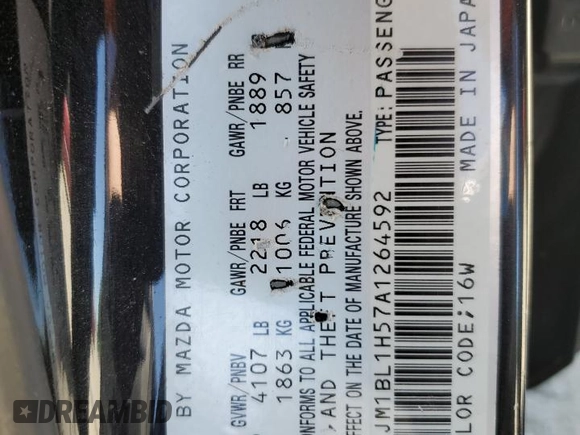 BY MAZDA MOTOR CORPORATION
GVWR/PNBV GAWR/PNBE FRT GAWR/PNBE RR
4107 LB 2218 LB 1889
1863 KG 1006 KG 857
CONFORMS TO ALL APPLICABLE FEDERAL MOTOR VEHICLE SAFETY
,AND THEFT PREVENTION
EFFECT ON THE DATE OF MANUFACTURE SHOWN ABOVE.
JM1BL1H57A1264592 TYPE: PASSENG
LOR CODE;16W MADE IN JAPA
DREAMBID